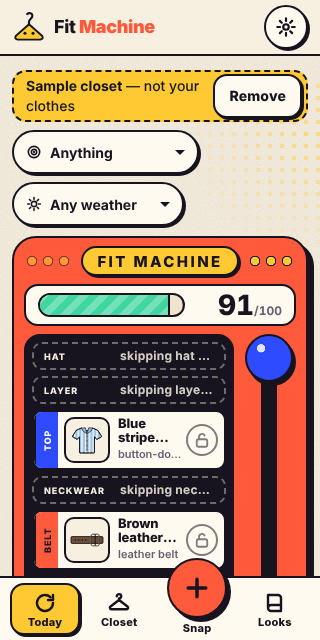 Fit Machine
Sample closet — not your
clothes
Remove
Anything
Any weather
FIT MACHINE
91/100
HAT skipping hat ...
LAYER skipping laye...
TOP
Blue
stripe...
button-do...
NECKWEAR skipping nec...
BELT
Brown
leather...
leather belt
Today
Closet
Snap
Looks